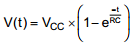 V(t) = V_CC × (1 − e^(−t/RC))